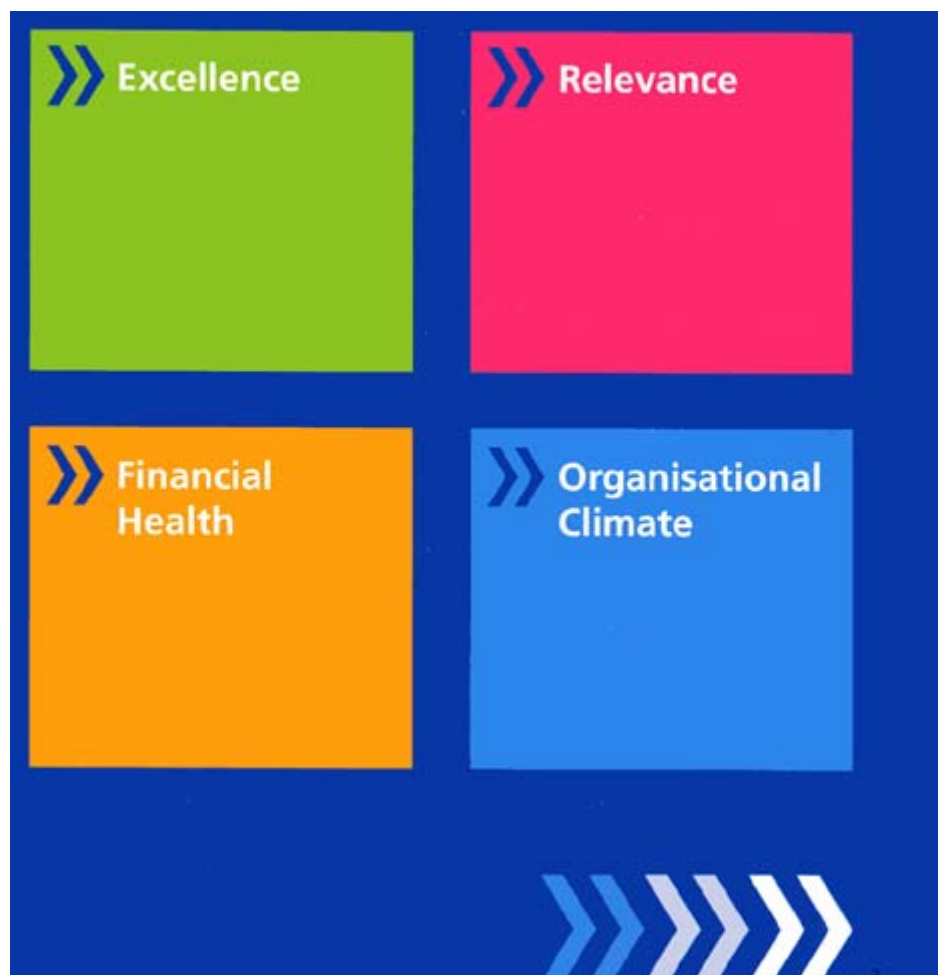 Excellence
Relevance
Financial
Health
Organisational
Climate